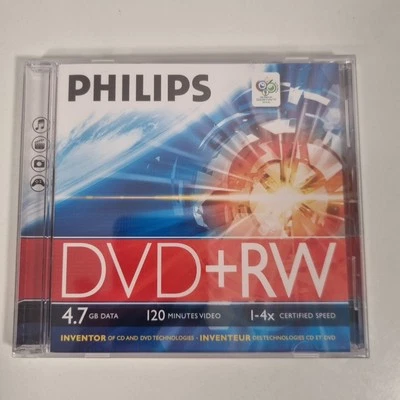 PHILIPS
DVD+RW
4.7 GB DATA 120 MINUTES VIDEO 1-4x CERTIFIED SPEED
INVENTOR OF CD AND DVD TECHNOLOGIES - INVENTEUR DES TECHNOLOGIES CD ET DVD